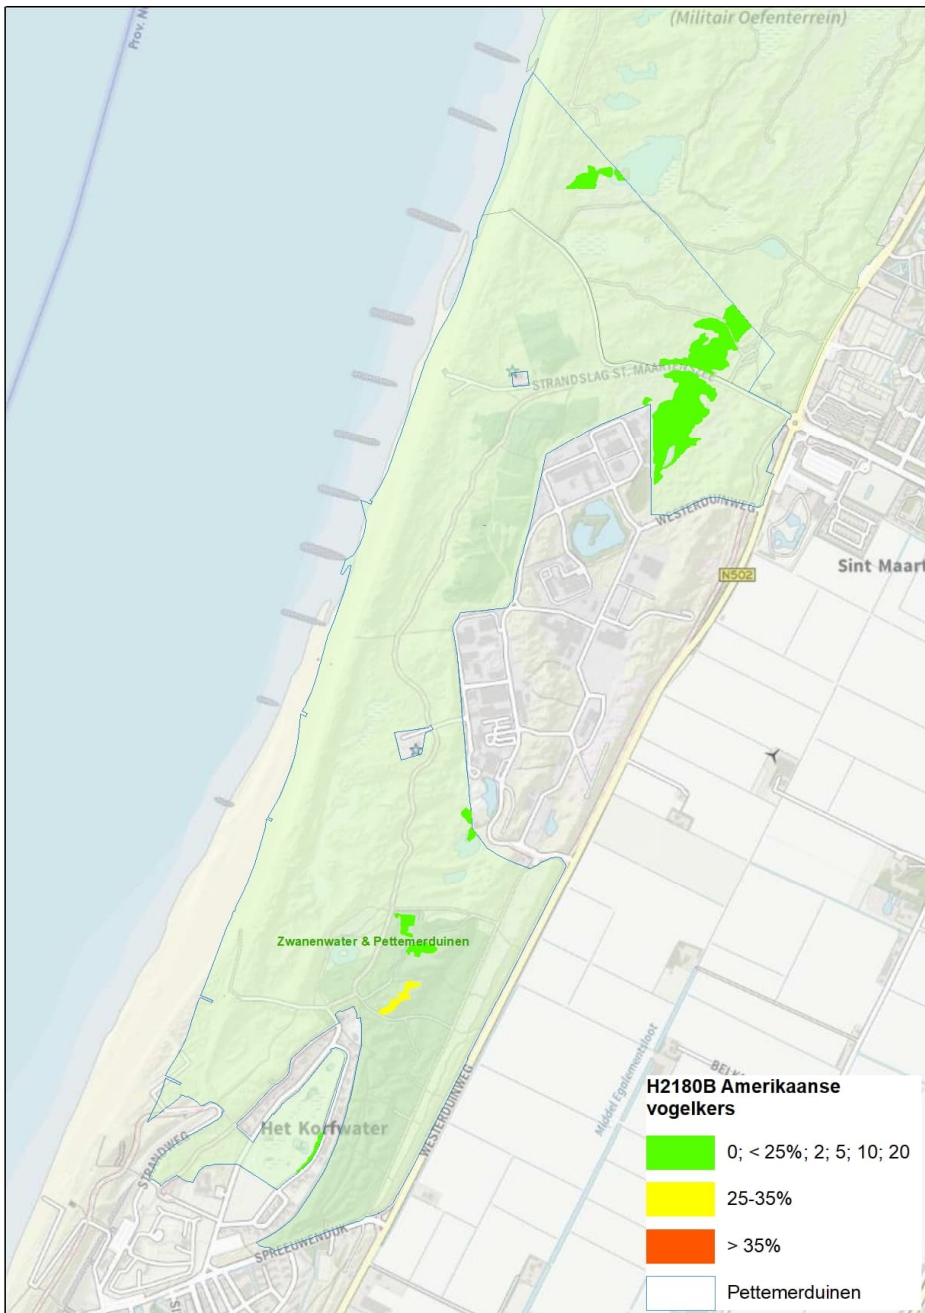 (Militair Oefenterrein)
Prov. N
STRANDSLAG ST. MAARTENSZEE
WESTERDUINWEG
N502
Sint Maart
Zwanenwater & Pettemerduinen
Middel Egalementsloot
BELK
Het Korfwater
STRANDWEG
WESTERDUINWEG
SPREEUWENDIJK
H2180B Amerikaanse
vogelkers
0; < 25%; 2; 5; 10; 20
25-35%
> 35%
Pettemerduinen